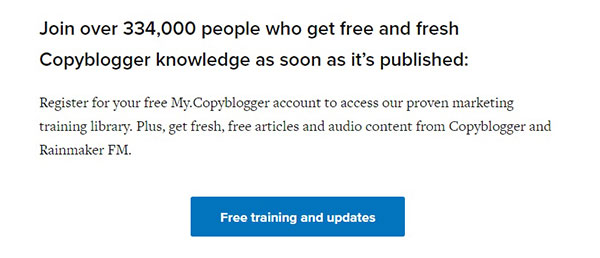 Join over 334,000 people who get free and fresh
Copyblogger knowledge as soon as it’s published:
Register for your free My.Copyblogger account to access our proven marketing
training library. Plus, get fresh, free articles and audio content from Copyblogger and
Rainmaker FM.
Free training and updates